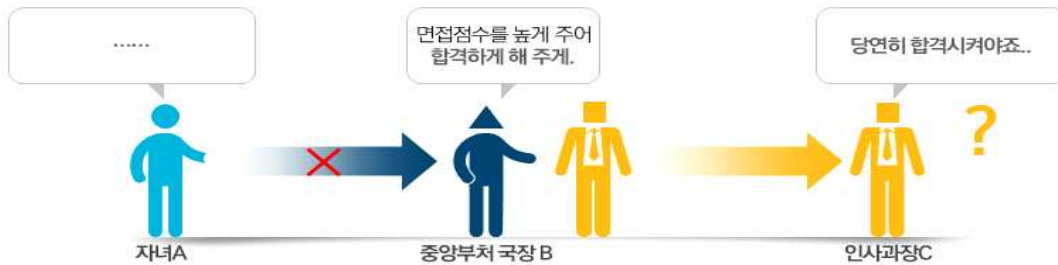 ......
면접점수를 높게 주어
합격하게 해 주게.
당연히 합격시켜야죠..
?
자녀A
중앙부처 국장 B
인사과장C